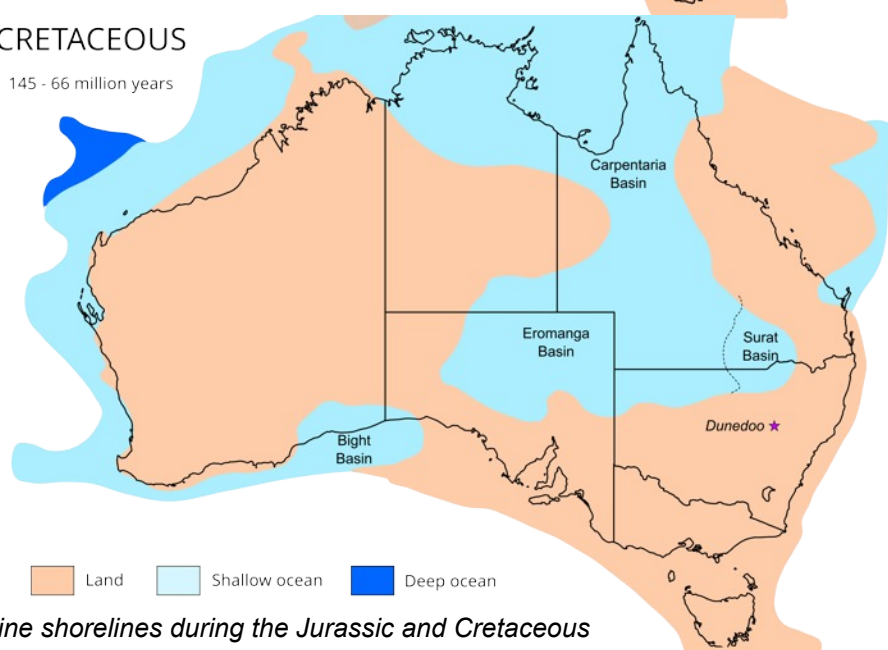 CRETACEOUS
145 - 66 million years
Carpentaria
Basin
Eromanga
Basin
Surat
Basin
Dunedoo
Bight
Basin
Land
Shallow ocean
Deep ocean
ine shorelines during the Jurassic and Cretaceous